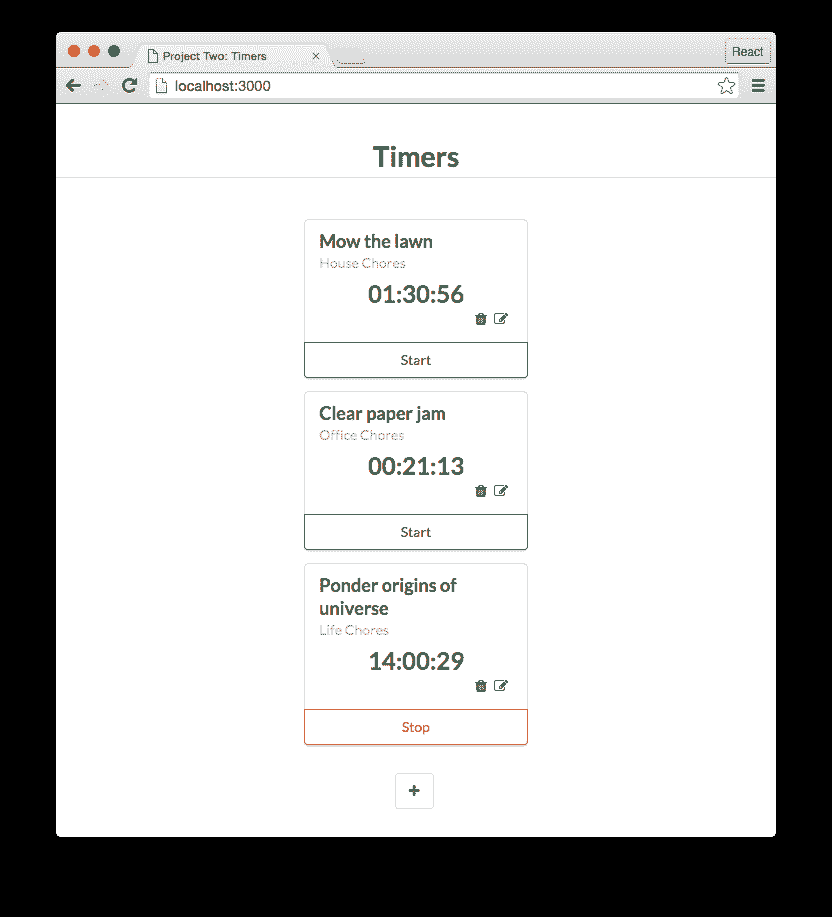 Project Two: Timers
React
localhost:3000
Timers
Mow the lawn
House Chores
01:30:56
Start
Clear paper jam
Office Chores
00:21:13
Start
Ponder origins of
universe
Life Chores
14:00:29
Stop